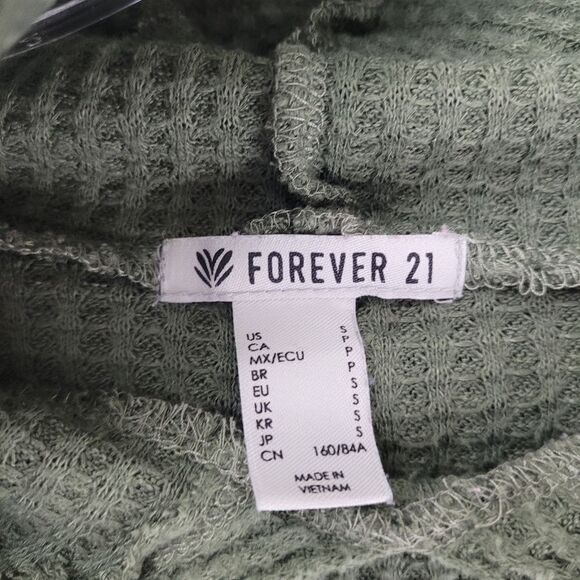 FOREVER 21
US S
CA P
MX/ECU P
BR P
EU S
UK S
KR S
JP S
CN 160/84A
MADE IN
VIETNAM